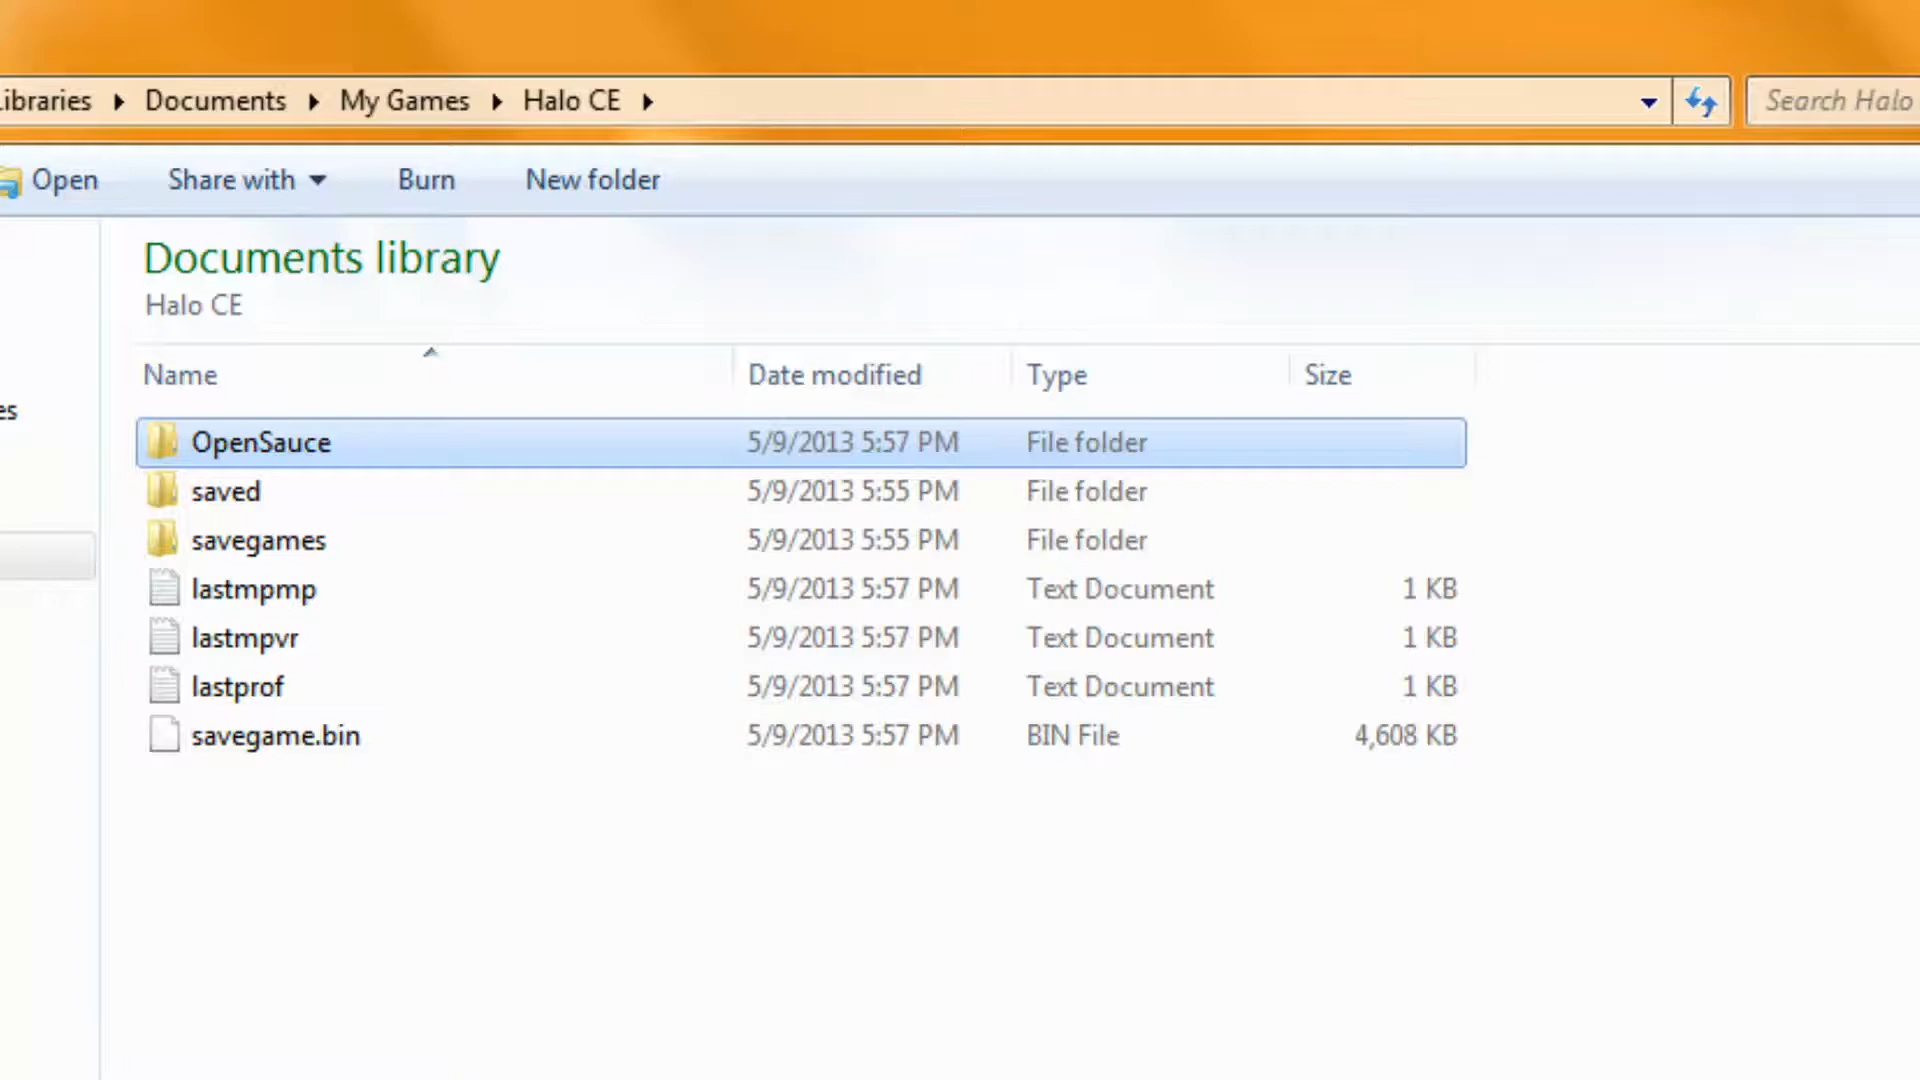 Libraries ▸ Documents ▸ My Games ▸ Halo CE ▸ Search Halo
Open Share with Burn New folder
Documents library
Halo CE
Name Date modified Type Size
es
OpenSauce 5/9/2013 5:57 PM File folder
saved 5/9/2013 5:55 PM File folder
savegames 5/9/2013 5:55 PM File folder
lastmpmp 5/9/2013 5:57 PM Text Document 1 KB
lastmpvr 5/9/2013 5:57 PM Text Document 1 KB
lastprof 5/9/2013 5:57 PM Text Document 1 KB
savegame.bin 5/9/2013 5:57 PM BIN File 4,608 KB